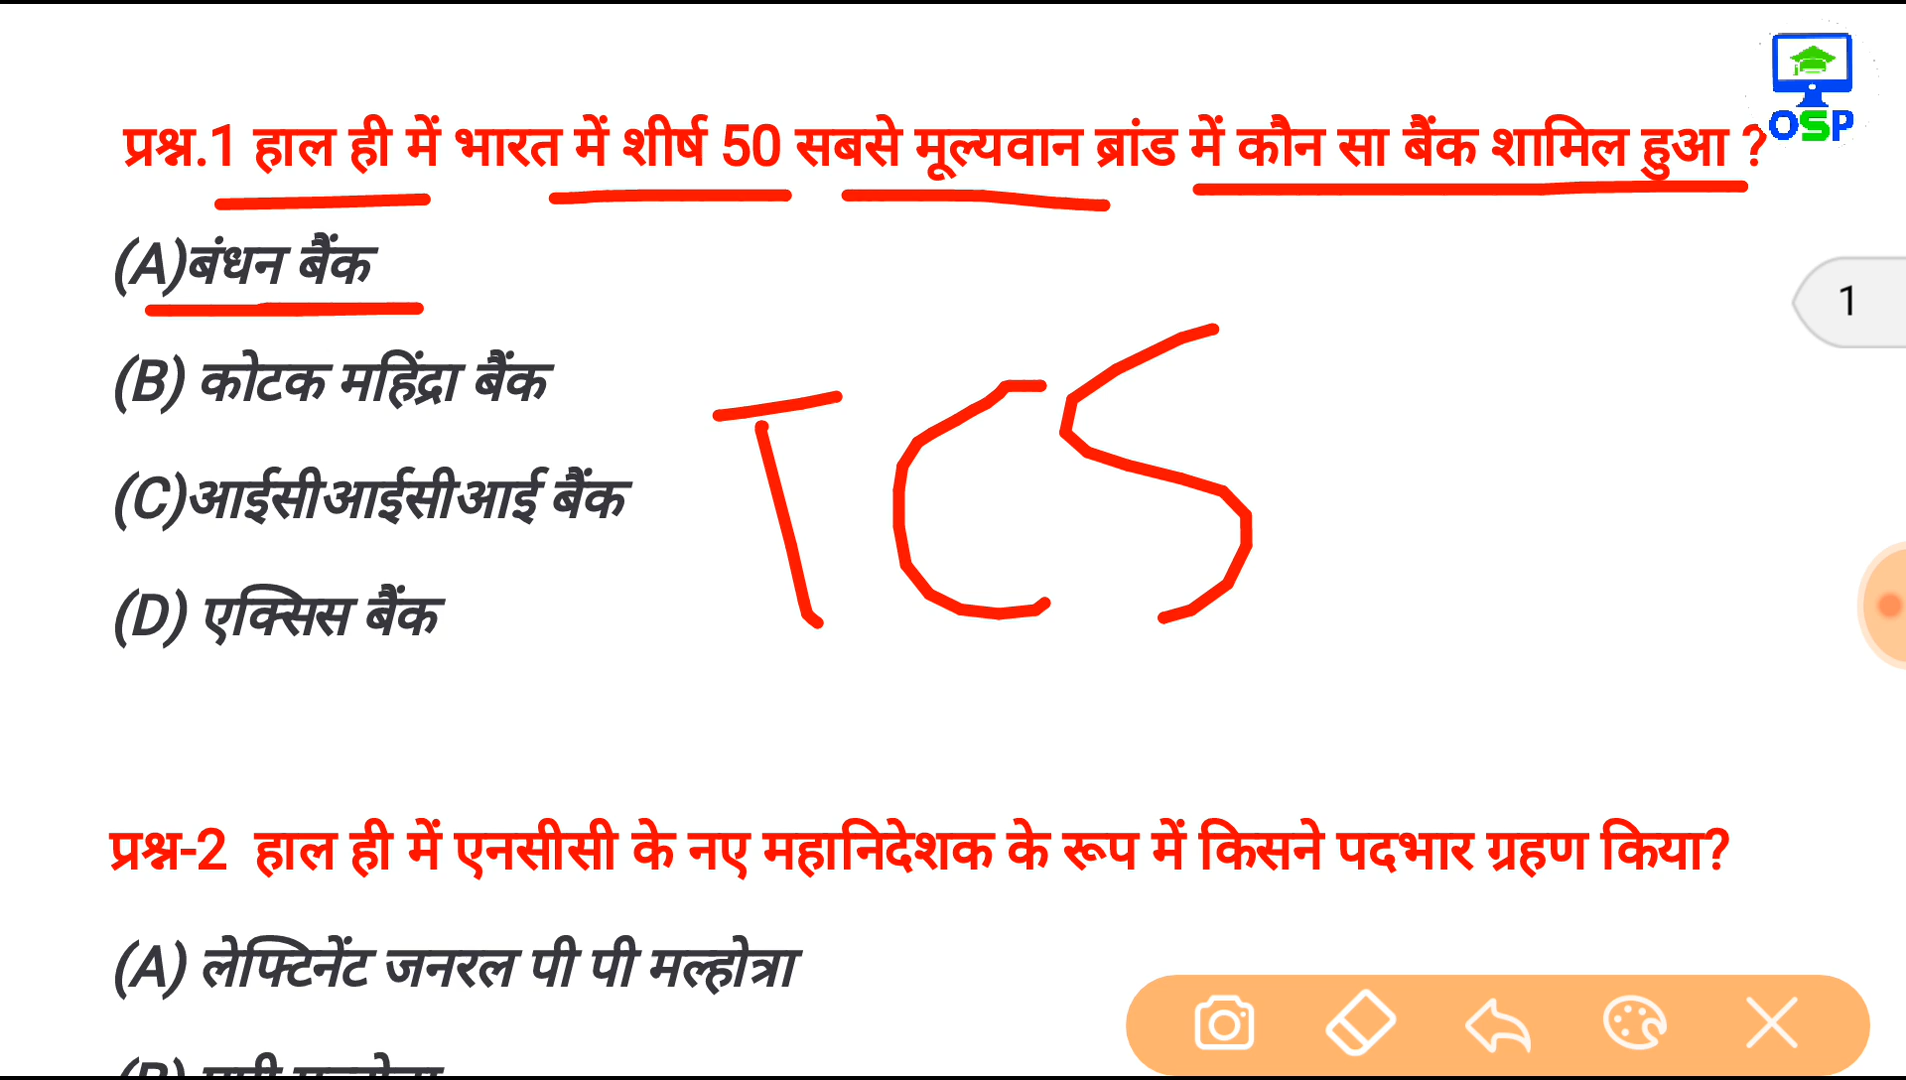 OSP
प्रश्न.1 हाल ही में भारत में शीर्ष 50 सबसे मूल्यवान ब्रांड में कौन सा बैंक शामिल हुआ ?
(A)बंधन बैंक
1
(B) कोटक महिंद्रा बैंक
TCS
(C)आईसीआईसीआई बैंक
(D) एक्सिस बैंक
प्रश्न-2 हाल ही में एनसीसी के नए महानिदेशक के रूप में किसने पदभार ग्रहण किया?
(A) लेफ्टिनेंट जनरल पी पी मल्होत्रा
(B)